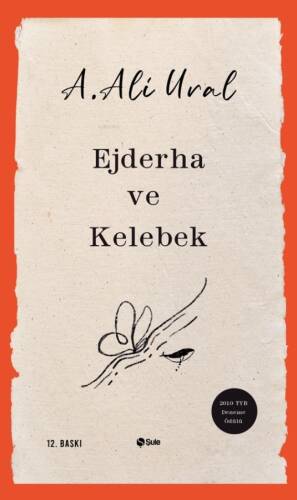 A. Ali Ural
Ejderha
ve
Kelebek
2010 TYB
Deneme
Ödülü
12. BASKI
Şule